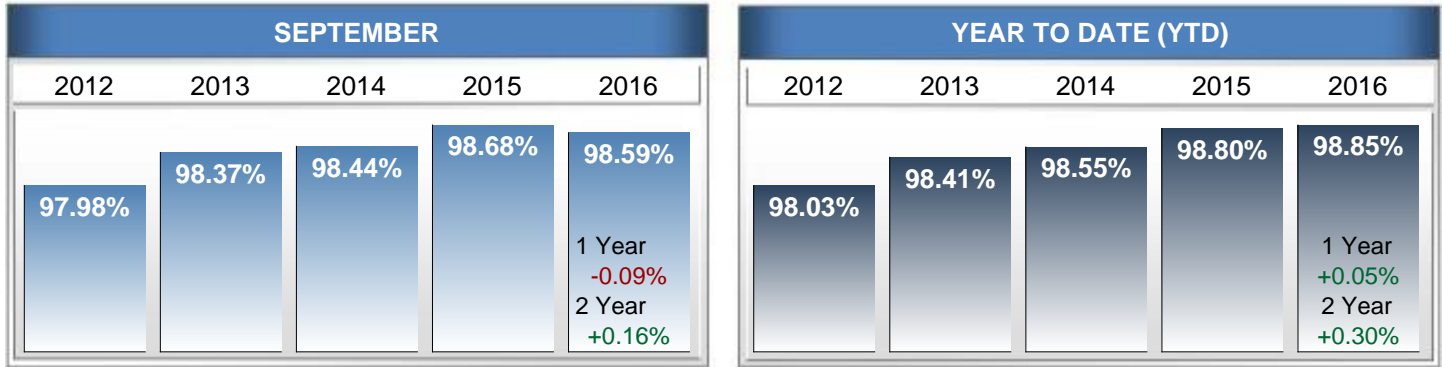 SEPTEMBER
2012 2013 2014 2015 2016
97.98% 98.37% 98.44% 98.68% 98.59%
1 Year
-0.09%
2 Year
+0.16%
YEAR TO DATE (YTD)
2012 2013 2014 2015 2016
98.03% 98.41% 98.55% 98.80% 98.85%
1 Year
+0.05%
2 Year
+0.30%